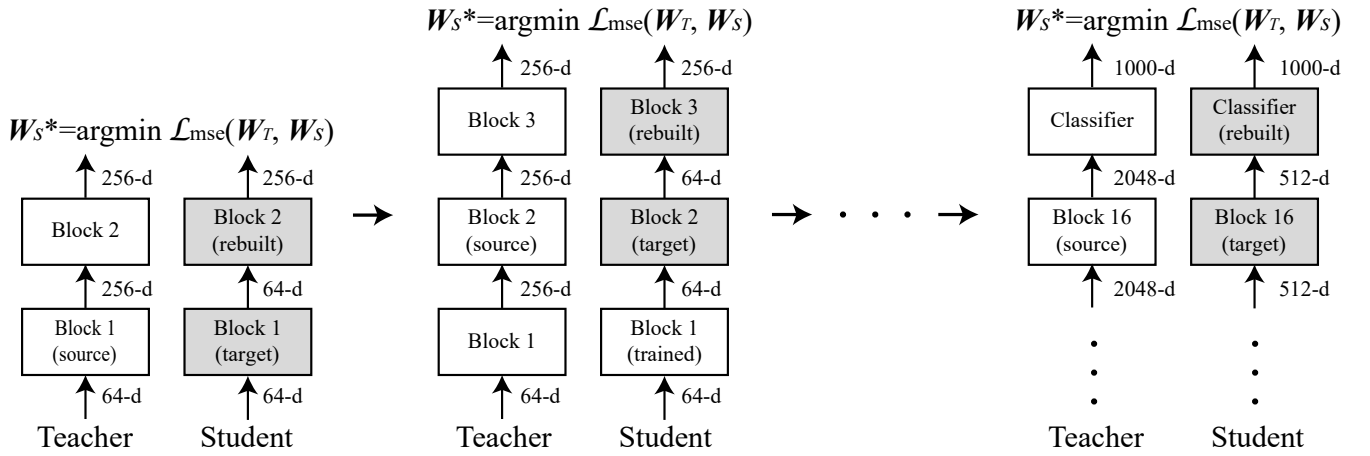 W_S*=argmin ℒmse(W_T, W_S)
256-d 256-d
Block 2 Block 2
(rebuilt)
256-d 64-d
Block 1
(source) Block 1
(target)
64-d 64-d
Teacher Student
W_S*=argmin ℒmse(W_T, W_S)
256-d 256-d
Block 3 Block 3
(rebuilt)
256-d 64-d
Block 2
(source) Block 2
(target)
256-d 64-d
Block 1 Block 1
(trained)
64-d 64-d
Teacher Student
W_S*=argmin ℒmse(W_T, W_S)
1000-d 1000-d
Classifier Classifier
(rebuilt)
2048-d 512-d
Block 16
(source) Block 16
(target)
2048-d 512-d
Teacher Student